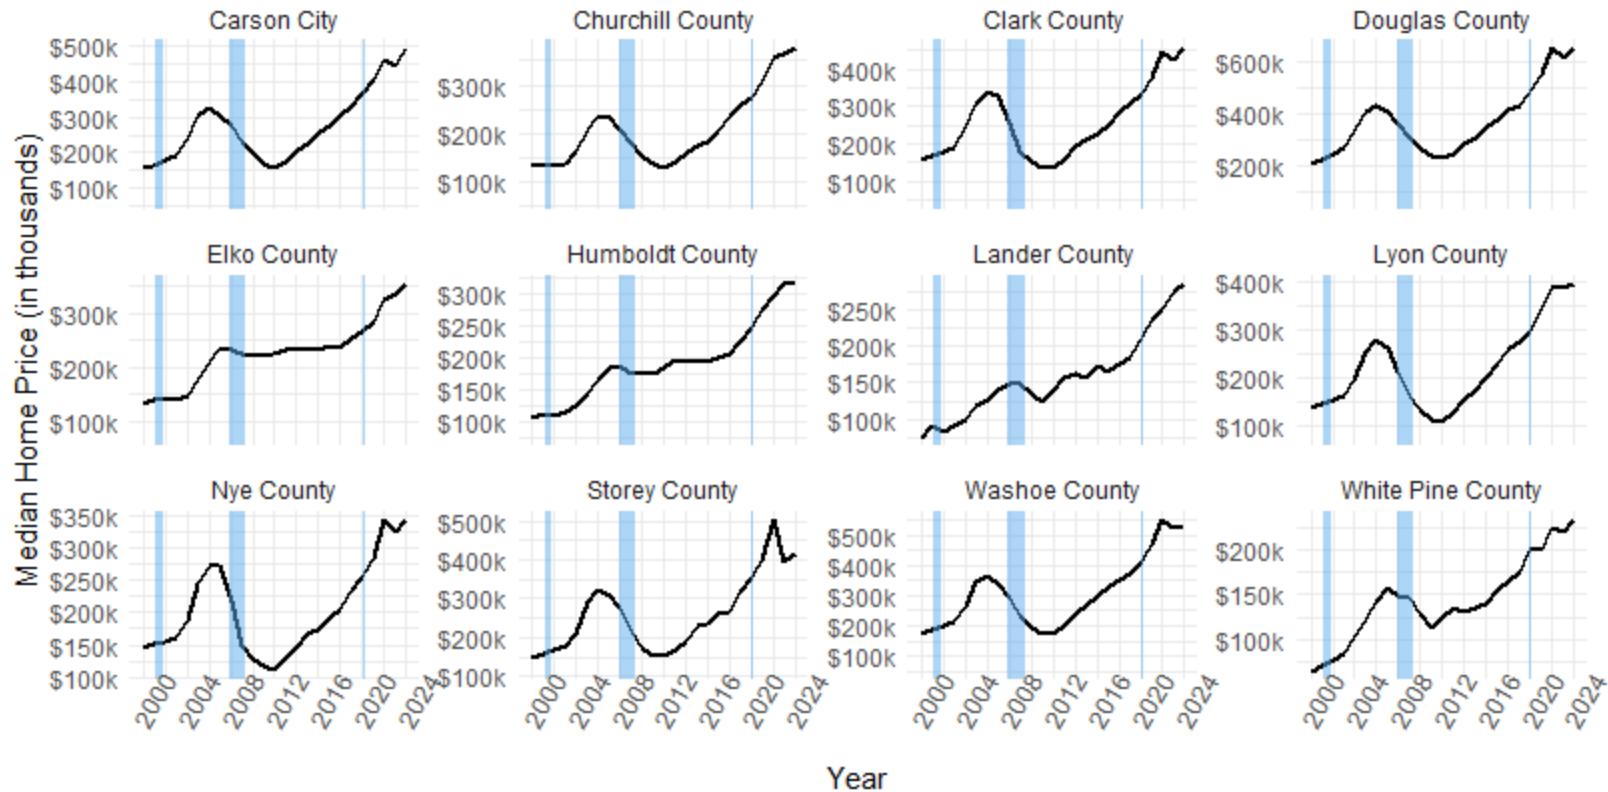 Carson City Churchill County Clark County Douglas County
$500k
$400k
$300k
$200k
$100k
$300k
$200k
$100k
$400k
$300k
$200k
$100k
$600k
$400k
$200k
Elko County Humboldt County Lander County Lyon County
$300k
$200k
$100k
$300k
$250k
$200k
$150k
$100k
$250k
$200k
$150k
$100k
$400k
$300k
$200k
$100k
Nye County Storey County Washoe County White Pine County
$350k
$300k
$250k
$200k
$150k
$100k
$500k
$400k
$300k
$200k
$100k
$500k
$400k
$300k
$200k
$100k
$200k
$150k
$100k
2000 2004 2008 2012 2016 2020 2024
2000 2004 2008 2012 2016 2020 2024
2000 2004 2008 2012 2016 2020 2024
2000 2004 2008 2012 2016 2020 2024
Median Home Price (in thousands)
Year